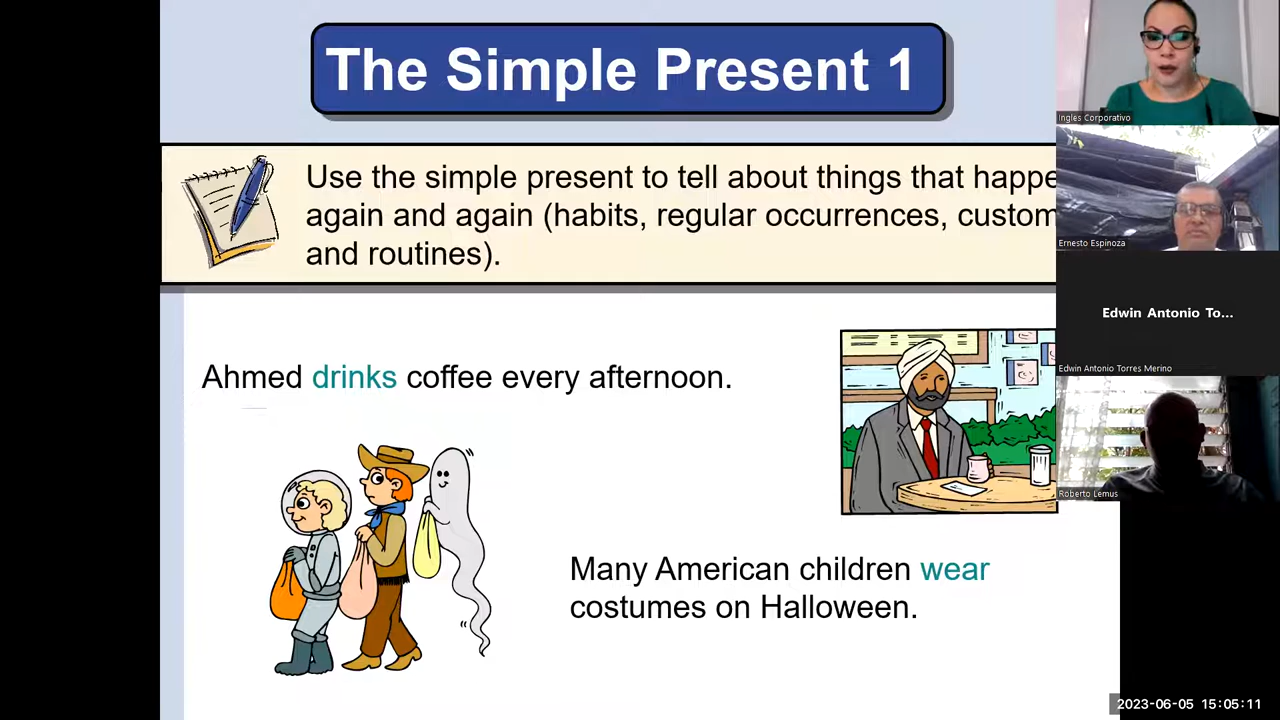 The Simple Present 1
Use the simple present to tell about things that happe
again and again (habits, regular occurrences, custom
and routines).
Ahmed drinks coffee every afternoon.
Many American children wear
costumes on Halloween.
Ingles Corporativo
Ernesto Espinoza
Edwin Antonio To...
Edwin Antonio Torres Merino
Roberto Lemus
2023-06-05 15:05:11